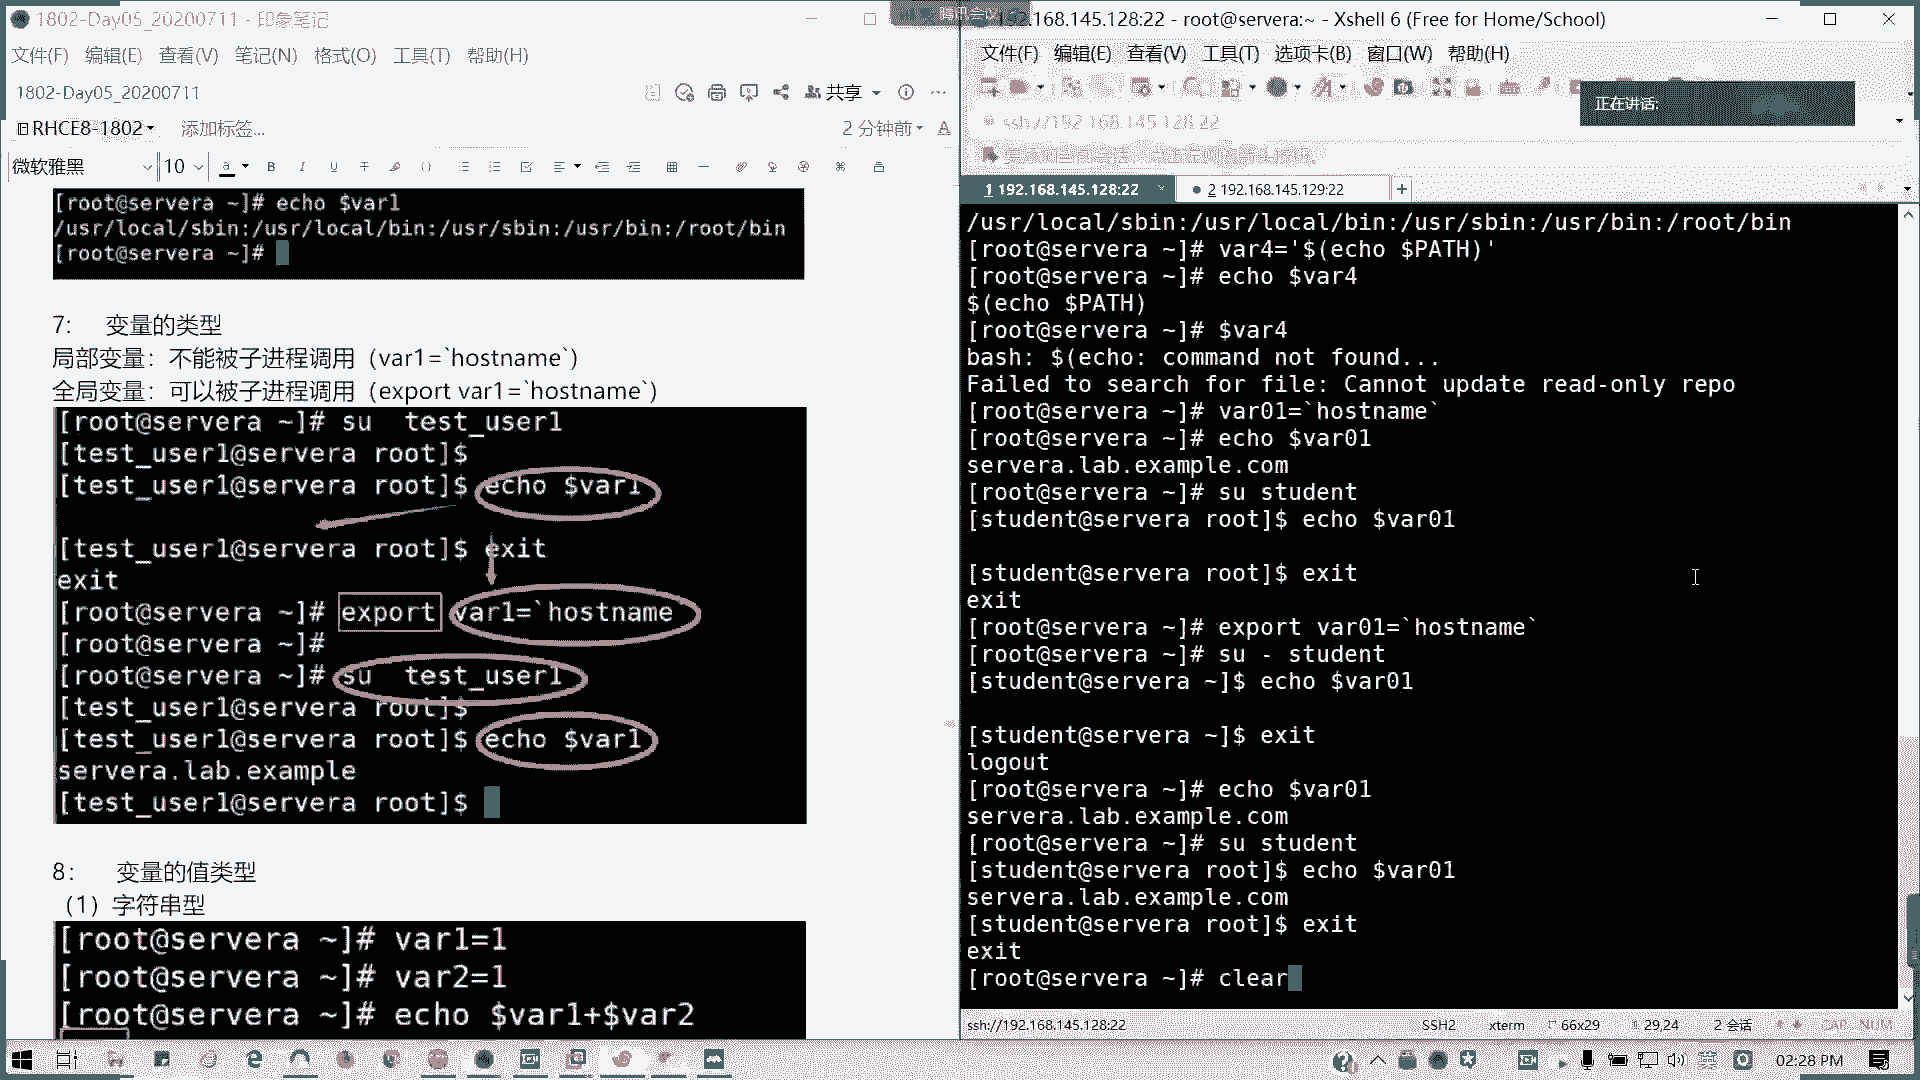 1802-Day05_20200711 - 印象笔记
文件(F) 编辑(E) 查看(V) 笔记(N) 格式(O) 工具(T) 帮助(H)
1802-Day05_20200711
共享
RHCE8-1802 添加标签...
2 分钟前
微软雅黑 10
[root@servera ~]# echo $var1
/usr/local/sbin:/usr/local/bin:/usr/sbin:/usr/bin:/root/bin
[root@servera ~]#
7: 变量的类型
局部变量：不能被子进程调用（var1=`hostname`）
全局变量：可以被子进程调用（export var1=`hostname`）
[root@servera ~]# su  test_user1
[test_user1@servera root]$
[test_user1@servera root]$ echo $var1
[test_user1@servera root]$ exit
exit
[root@servera ~]# export var1=`hostname
[root@servera ~]#
[root@servera ~]# su  test_user1
[test_user1@servera root]$
[test_user1@servera root]$ echo $var1
servera.lab.example
[test_user1@servera root]$
8: 变量的值类型
（1）字符串型
[root@servera ~]# var1=1
[root@servera ~]# var2=1
[root@servera ~]# echo $var1+$var2
腾讯会议
192.168.145.128:22 - root@servera:~ - Xshell 6 (Free for Home/School)
文件(F) 编辑(E) 查看(V) 工具(T) 选项卡(B) 窗口(W) 帮助(H)
正在讲话:
ssh://192.168.145.128:22
1 192.168.145.128:22
2 192.168.145.129:22
/usr/local/sbin:/usr/local/bin:/usr/sbin:/usr/bin:/root/bin
[root@servera ~]# var4='$(echo $PATH)'
[root@servera ~]# echo $var4
$(echo $PATH)
[root@servera ~]# $var4
bash: $(echo: command not found...
Failed to search for file: Cannot update read-only repo
[root@servera ~]# var01=`hostname`
[root@servera ~]# echo $var01
servera.lab.example.com
[root@servera ~]# su student
[student@servera root]$ echo $var01
[student@servera root]$ exit
exit
[root@servera ~]# export var01=`hostname`
[root@servera ~]# su - student
[student@servera ~]$ echo $var01
[student@servera ~]$ exit
logout
[root@servera ~]# echo $var01
servera.lab.example.com
[root@servera ~]# su student
[student@servera root]$ echo $var01
servera.lab.example.com
[student@servera root]$ exit
exit
[root@servera ~]# clear
ssh://192.168.145.128:22 SSH2 xterm 66x29 29,24 2 会话 CAP NUM
英 02:28 PM